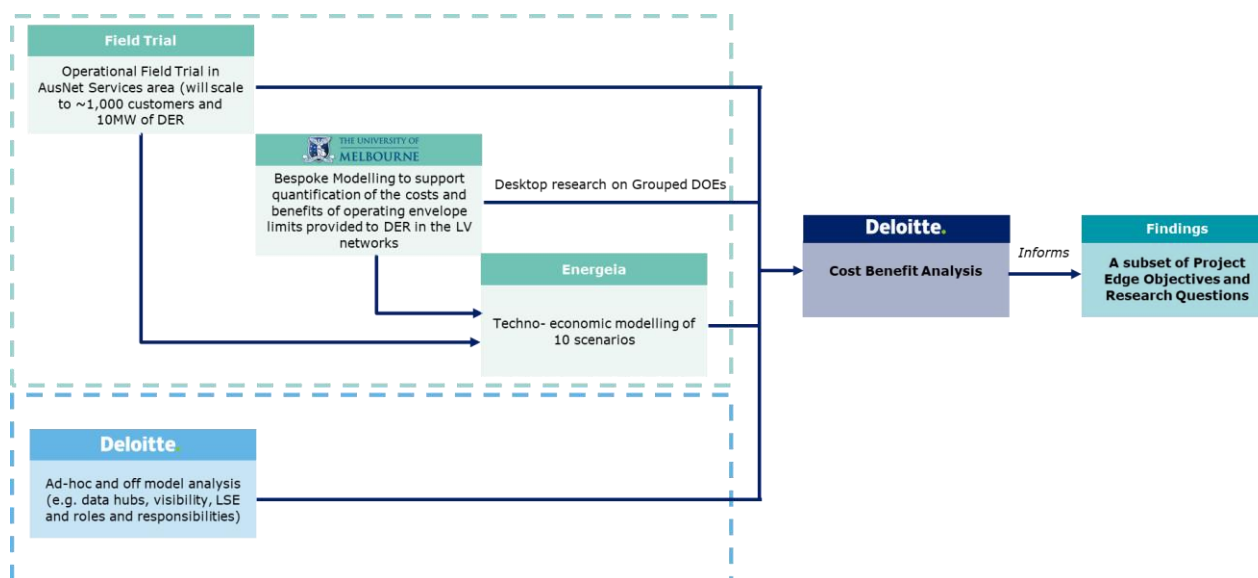 Field Trial
Operational Field Trial in
AusNet Services area (will scale
to ~1,000 customers and
10MW of DER
THE UNIVERSITY OF
MELBOURNE
Bespoke Modelling to support
quantification of the costs and
benefits of operating envelope
limits provided to DER in the LV
networks
Desktop research on Grouped DOEs
Energeia
Techno- economic modelling of
10 scenarios
Deloitte.
Cost Benefit Analysis
Informs
Findings
A subset of Project
Edge Objectives and
Research Questions
Deloitte.
Ad-hoc and off model analysis
(e.g. data hubs, visibility, LSE
and roles and responsibilities)